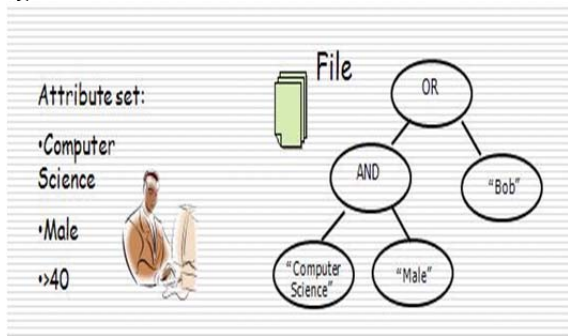 Attribute set:
•Computer
Science
•Male
•>40
File
OR
AND
"Bob"
"Computer
Science"
"Male"